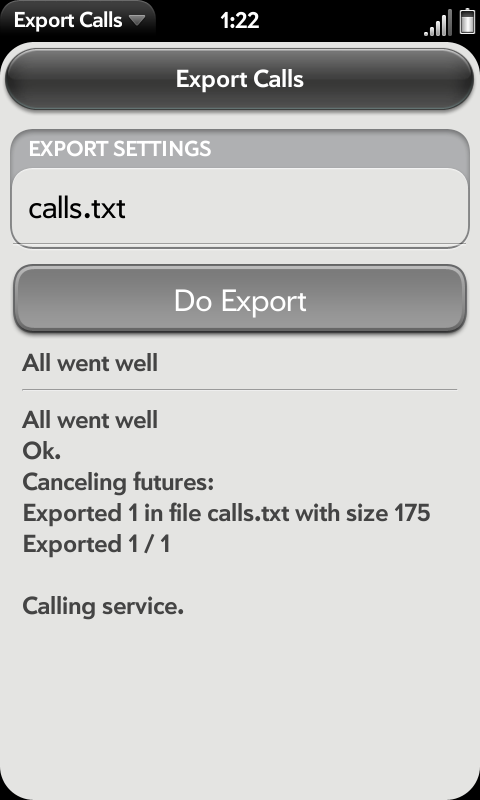 Export Calls
1:22
Export Calls
EXPORT SETTINGS
calls.txt
Do Export
All went well
All went well
Ok.
Canceling futures:
Exported 1 in file calls.txt with size 175
Exported 1 / 1
Calling service.